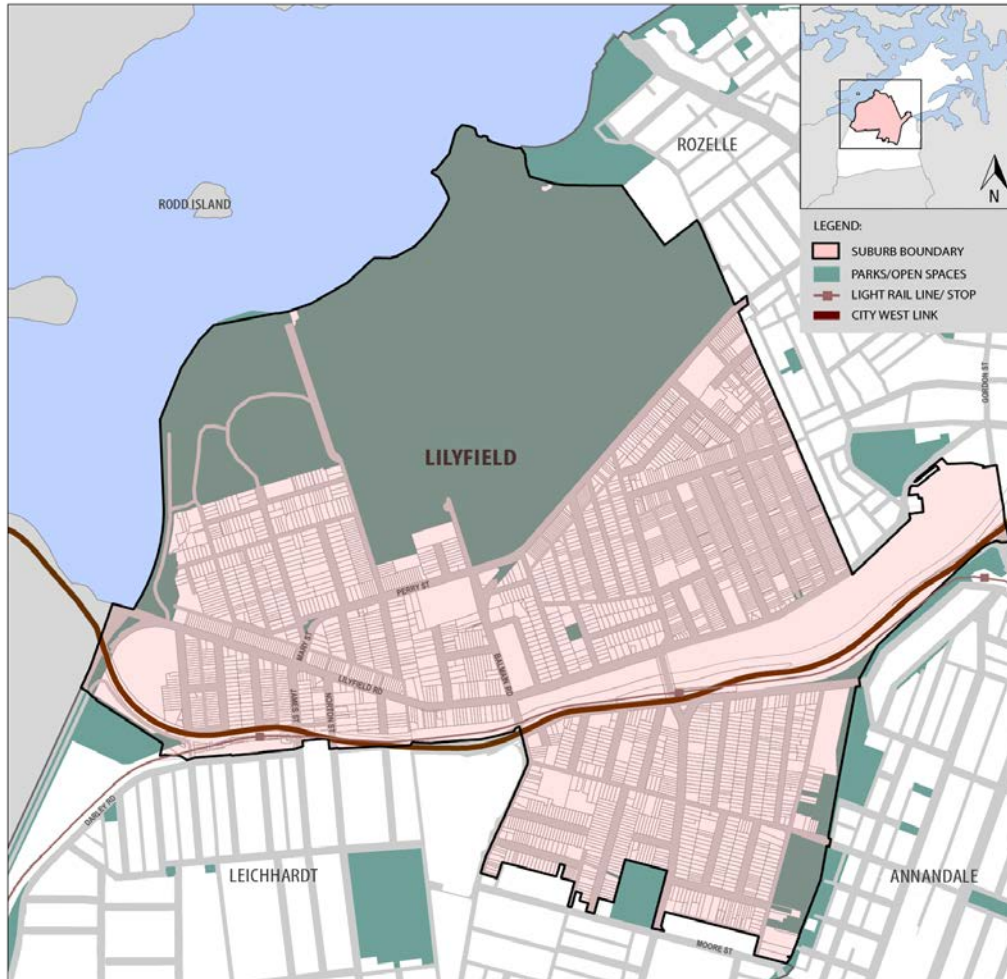 ROZELLE
RODD ISLAND
N
LEGEND:
SUBURB BOUNDARY
PARKS/OPEN SPACES
LIGHT RAIL LINE/ STOP
CITY WEST LINK
GORDON ST
LILYFIELD
PERRY ST
MARY ST
BALMAIN RD
LILYFIELD RD
JAMES ST
NORTON ST
DARLEY RD
LEICHHARDT
ANNANDALE
MOORE ST